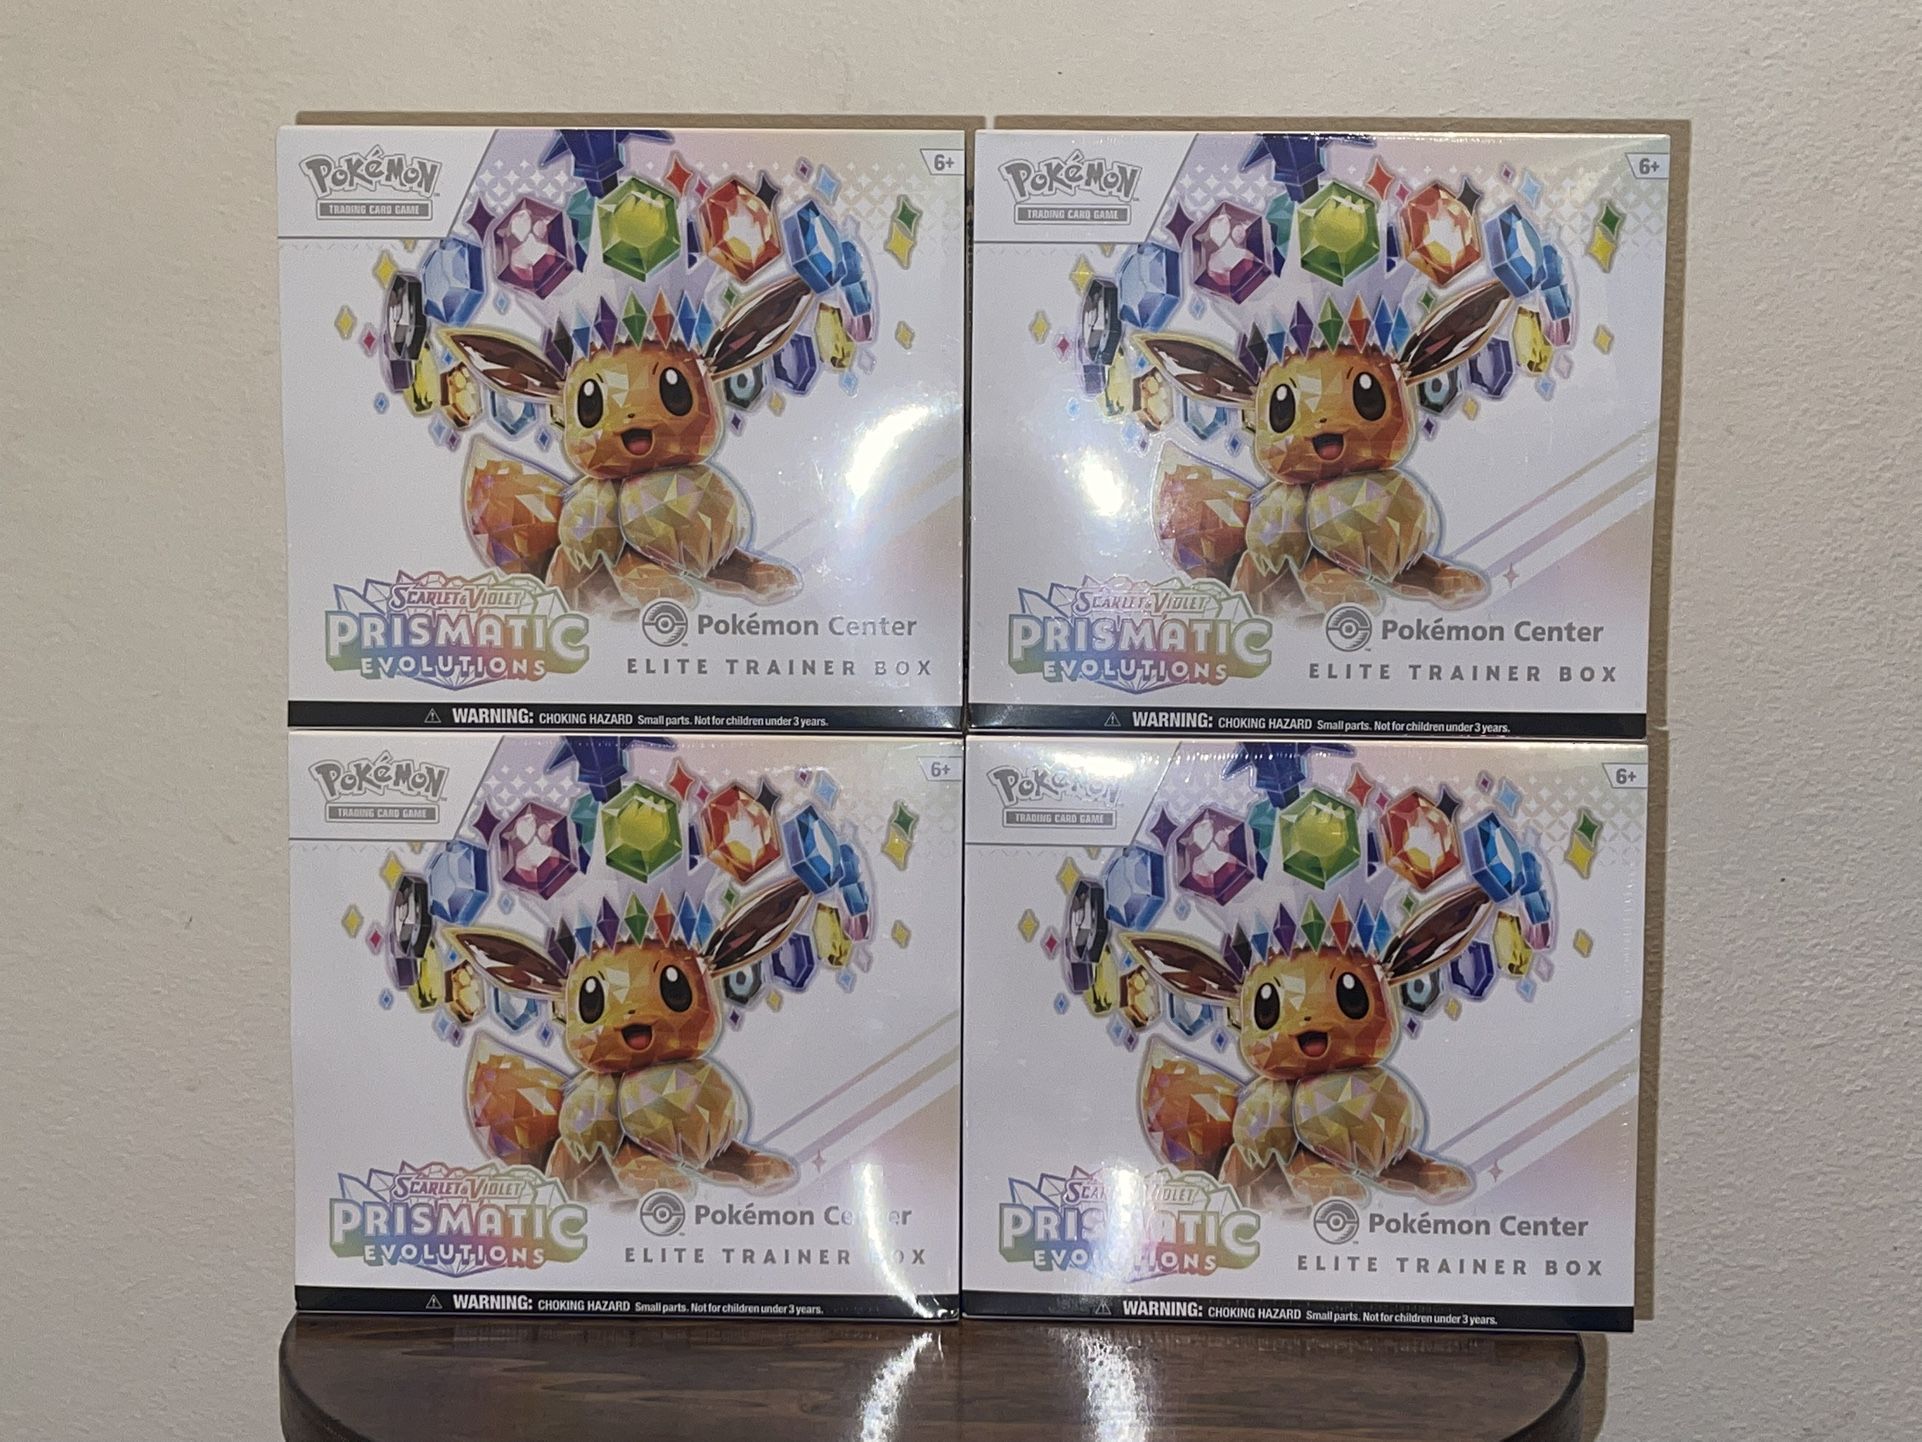 POKéMON
TRADING CARD GAME
6+
SCARLET & VIOLET
PRISMATIC
EVOLUTIONS
Pokémon Center
ELITE TRAINER BOX
WARNING: CHOKING HAZARD Small parts. Not for children under 3 years.
POKéMON
TRADING CARD GAME
6+
SCARLET & VIOLET
PRISMATIC
EVOLUTIONS
Pokémon Center
ELITE TRAINER BOX
WARNING: CHOKING HAZARD Small parts. Not for children under 3 years.
POKéMON
TRADING CARD GAME
6+
SCARLET & VIOLET
PRISMATIC
EVOLUTIONS
Pokémon Center
ELITE TRAINER BOX
WARNING: CHOKING HAZARD Small parts. Not for children under 3 years.
POKéMON
TRADING CARD GAME
6+
SCARLET & VIOLET
PRISMATIC
EVOLUTIONS
Pokémon Center
ELITE TRAINER BOX
WARNING: CHOKING HAZARD Small parts. Not for children under 3 years.